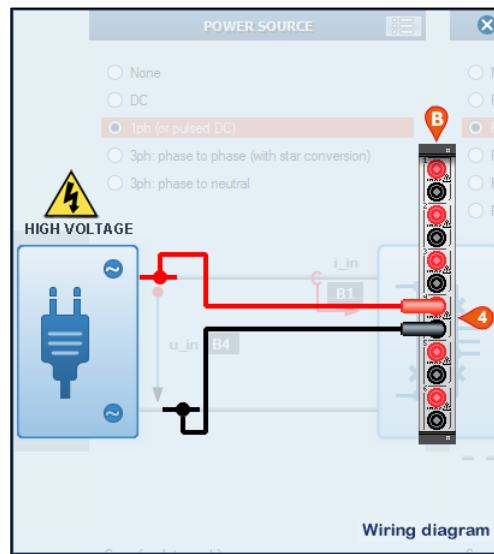 POWER SOURCE
None
DC
1ph (or pulsed DC)
3ph: phase to phase (with star conversion)
3ph: phase to neutral
B
HIGH VOLTAGE
i_in
B1
4
u_in B4
Wiring diagram